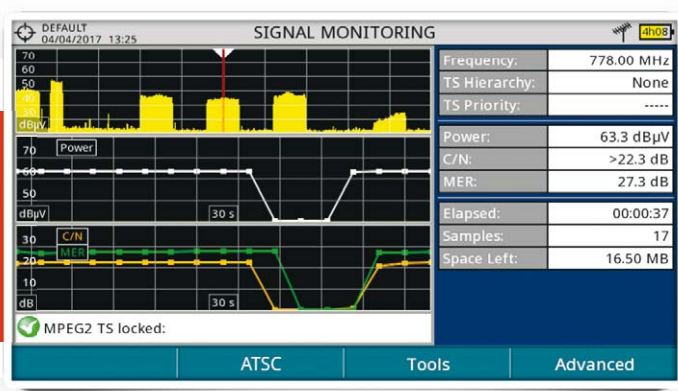 DEFAULT
04/04/2017 13:25
SIGNAL MONITORING
4h08
70
60
50
40
30
dBµV
70
Power
60
50
dBµV
30 s
30
C/N
MER
20
10
dB
30 s
MPEG2 TS locked:
Frequency: 778.00 MHz
TS Hierarchy: None
TS Priority: -----
Power: 63.3 dBµV
C/N: >22.3 dB
MER: 27.3 dB
Elapsed: 00:00:37
Samples: 17
Space Left: 16.50 MB
ATSC
Tools
Advanced